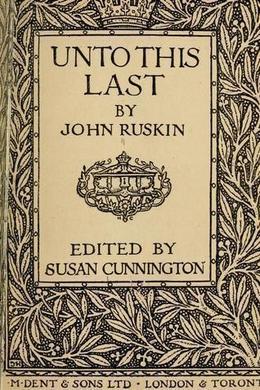 UNTO THIS
LAST
BY
JOHN RUSKIN
EDITED BY
SUSAN CUNNINGTON
·M·DENT & SONS LTD · LONDON & TORONT